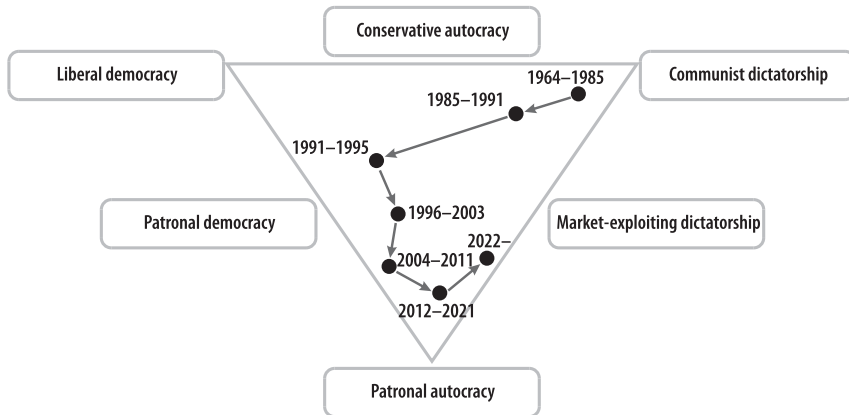 Conservative autocracy
Liberal democracy
Communist dictatorship
1964–1985
1985–1991
1991–1995
1996–2003
Patronal democracy
Market-exploiting dictatorship
2022–
2004–2011
2012–2021
Patronal autocracy